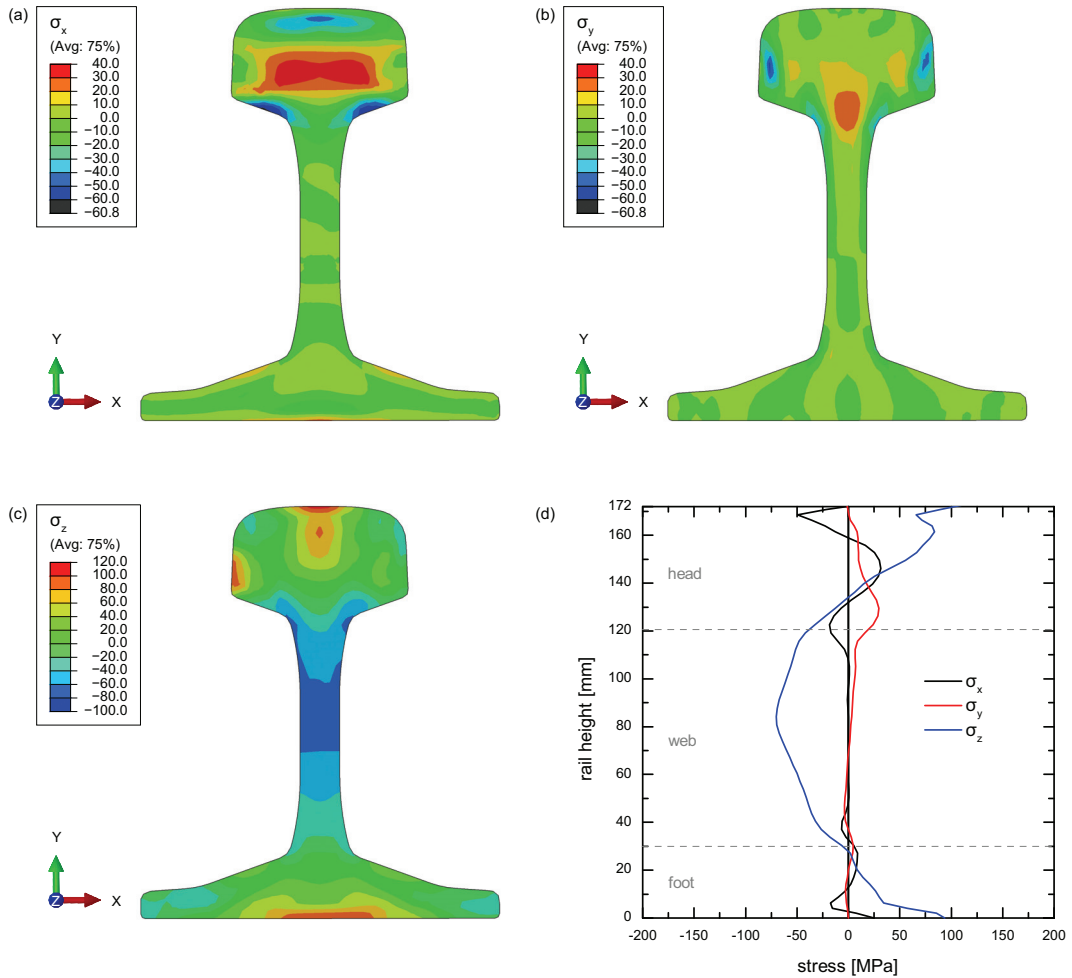 (a)
σx
(Avg: 75%)
40.0
30.0
20.0
10.0
0.0
−10.0
−20.0
−30.0
−40.0
−50.0
−60.0
−60.8
Y
Z
X
(b)
σy
(Avg: 75%)
40.0
30.0
20.0
10.0
0.0
−10.0
−20.0
−30.0
−40.0
−50.0
−60.0
−60.8
Y
Z
X
(c)
σz
(Avg: 75%)
120.0
100.0
80.0
60.0
40.0
20.0
0.0
−20.0
−40.0
−60.0
−80.0
−100.0
Y
Z
X
(d)
172
160
140
120
100
80
60
40
20
0
rail height [mm]
head
web
foot
σx
σy
σz
-200 -150 -100 -50 0 50 100 150 200
stress [MPa]